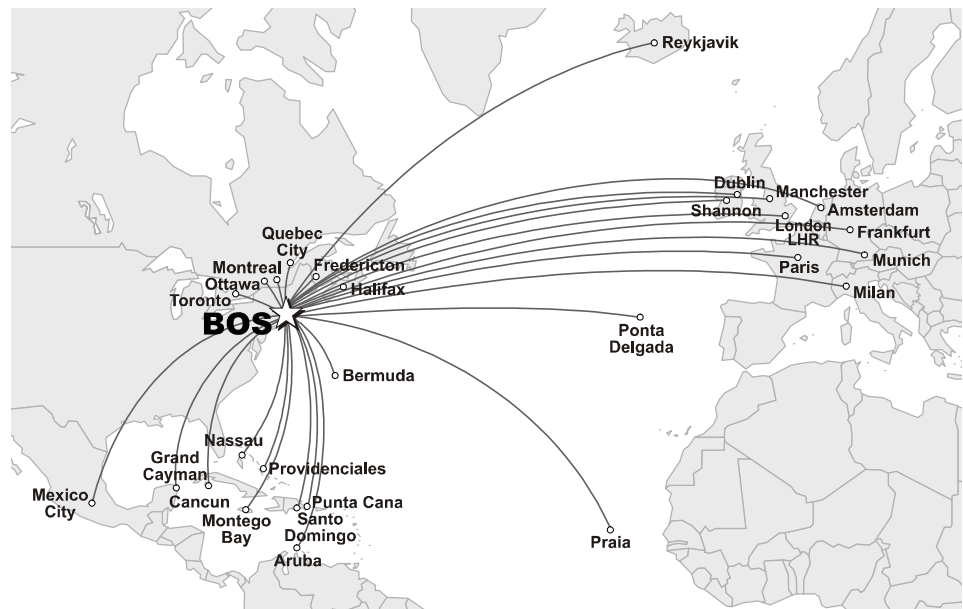 Reykjavik
Dublin
Manchester
Shannon
Amsterdam
London
LHR
Frankfurt
Quebec
City
Montreal
Fredericton
Ottawa
Halifax
Toronto
Paris
Munich
Milan
BOS
Ponta
Delgada
Bermuda
Nassau
Grand
Cayman
Providenciales
Mexico
City
Cancun
Punta Cana
Montego
Bay
Santo
Domingo
Aruba
Praia